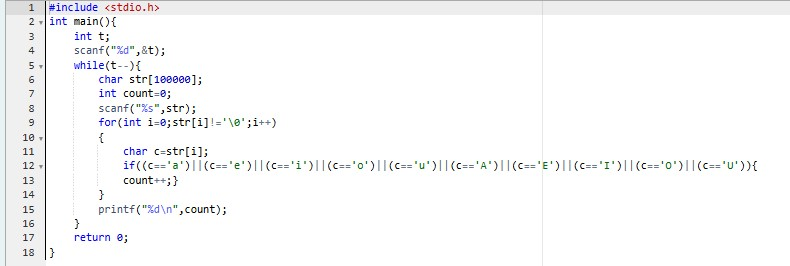 1 #include <stdio.h>
2 int main(){
3 int t;
4 scanf("%d",&t);
5 while(t--){
6 char str[100000];
7 int count=0;
8 scanf("%s",str);
9 for(int i=0;str[i]!='\0';i++)
10 {
11 char c=str[i];
12 if((c=='a')||(c=='e')||(c=='i')||(c=='o')||(c=='u')||(c=='A')||(c=='E')||(c=='I')||(c=='O')||(c=='U')){
13 count++;}
14 }
15 printf("%d\n",count);
16 }
17 return 0;
18 }